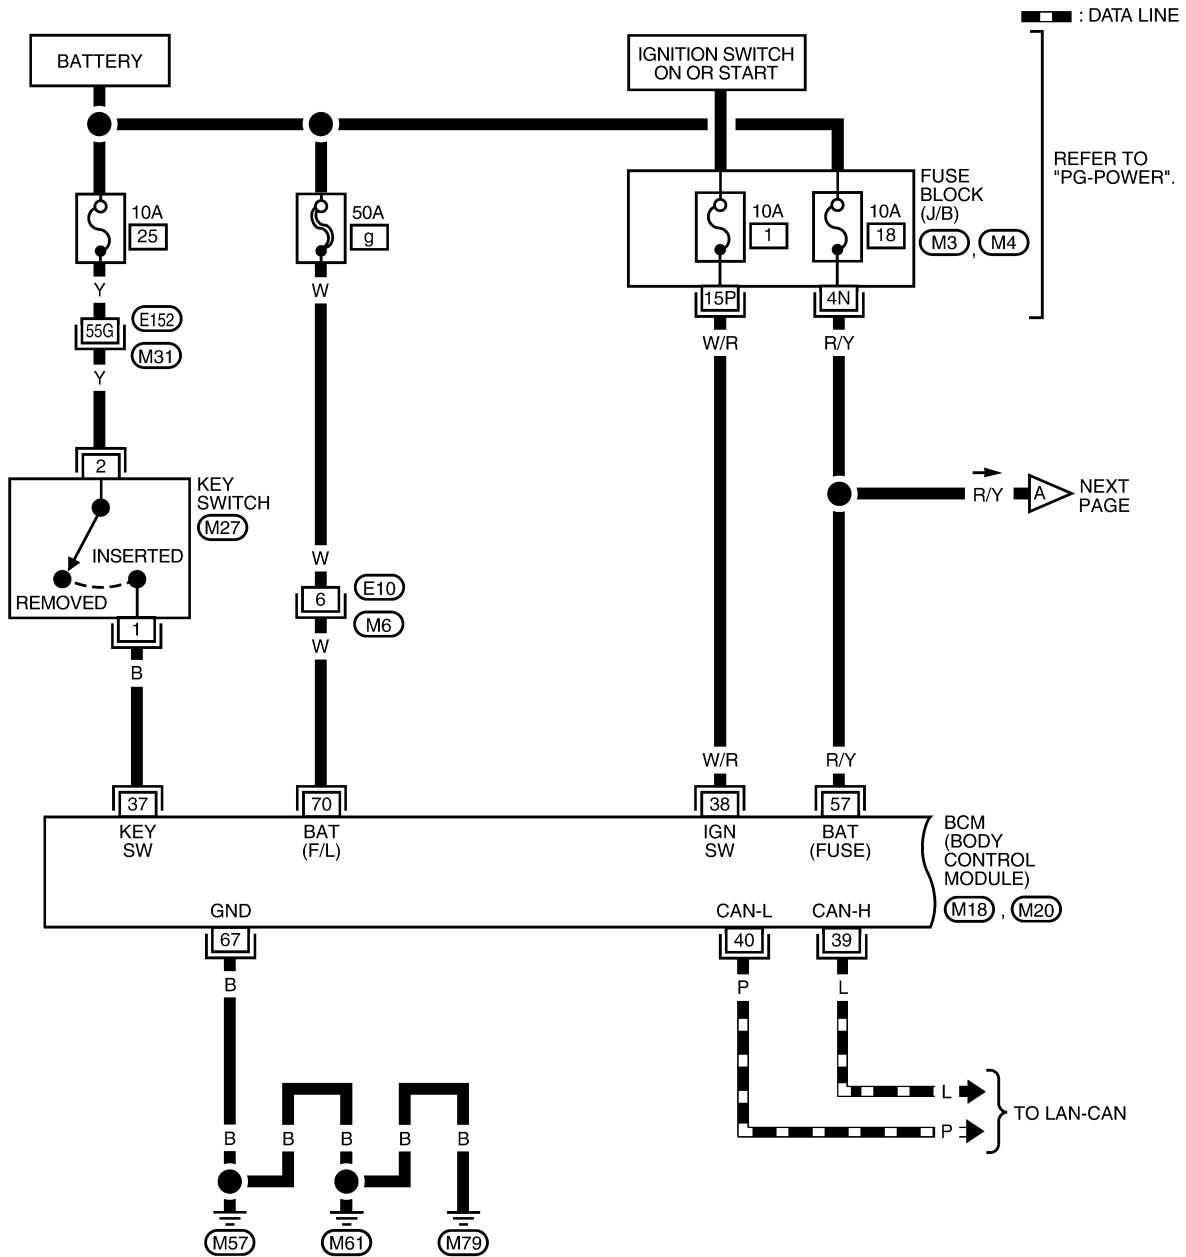 : DATA LINE
BATTERY
IGNITION SWITCH
ON OR START
REFER TO
"PG-POWER".
10A
25
50A
g
10A
1
10A
18
FUSE
BLOCK
(J/B)
M3 , M4
15P
4N
Y
W
W/R
R/Y
55G
E152
M31
Y
2
KEY
SWITCH
M27
INSERTED
REMOVED
1
B
R/Y
A
NEXT
PAGE
W
6
E10
M6
W
W/R
R/Y
37
70
38
57
KEY
SW
BAT
(F/L)
IGN
SW
BAT
(FUSE)
BCM
(BODY
CONTROL
MODULE)
M18 , M20
GND
CAN-L
CAN-H
67
40
39
B
P
L
L
P
TO LAN-CAN
B
B
B
B
B
M57
M61
M79